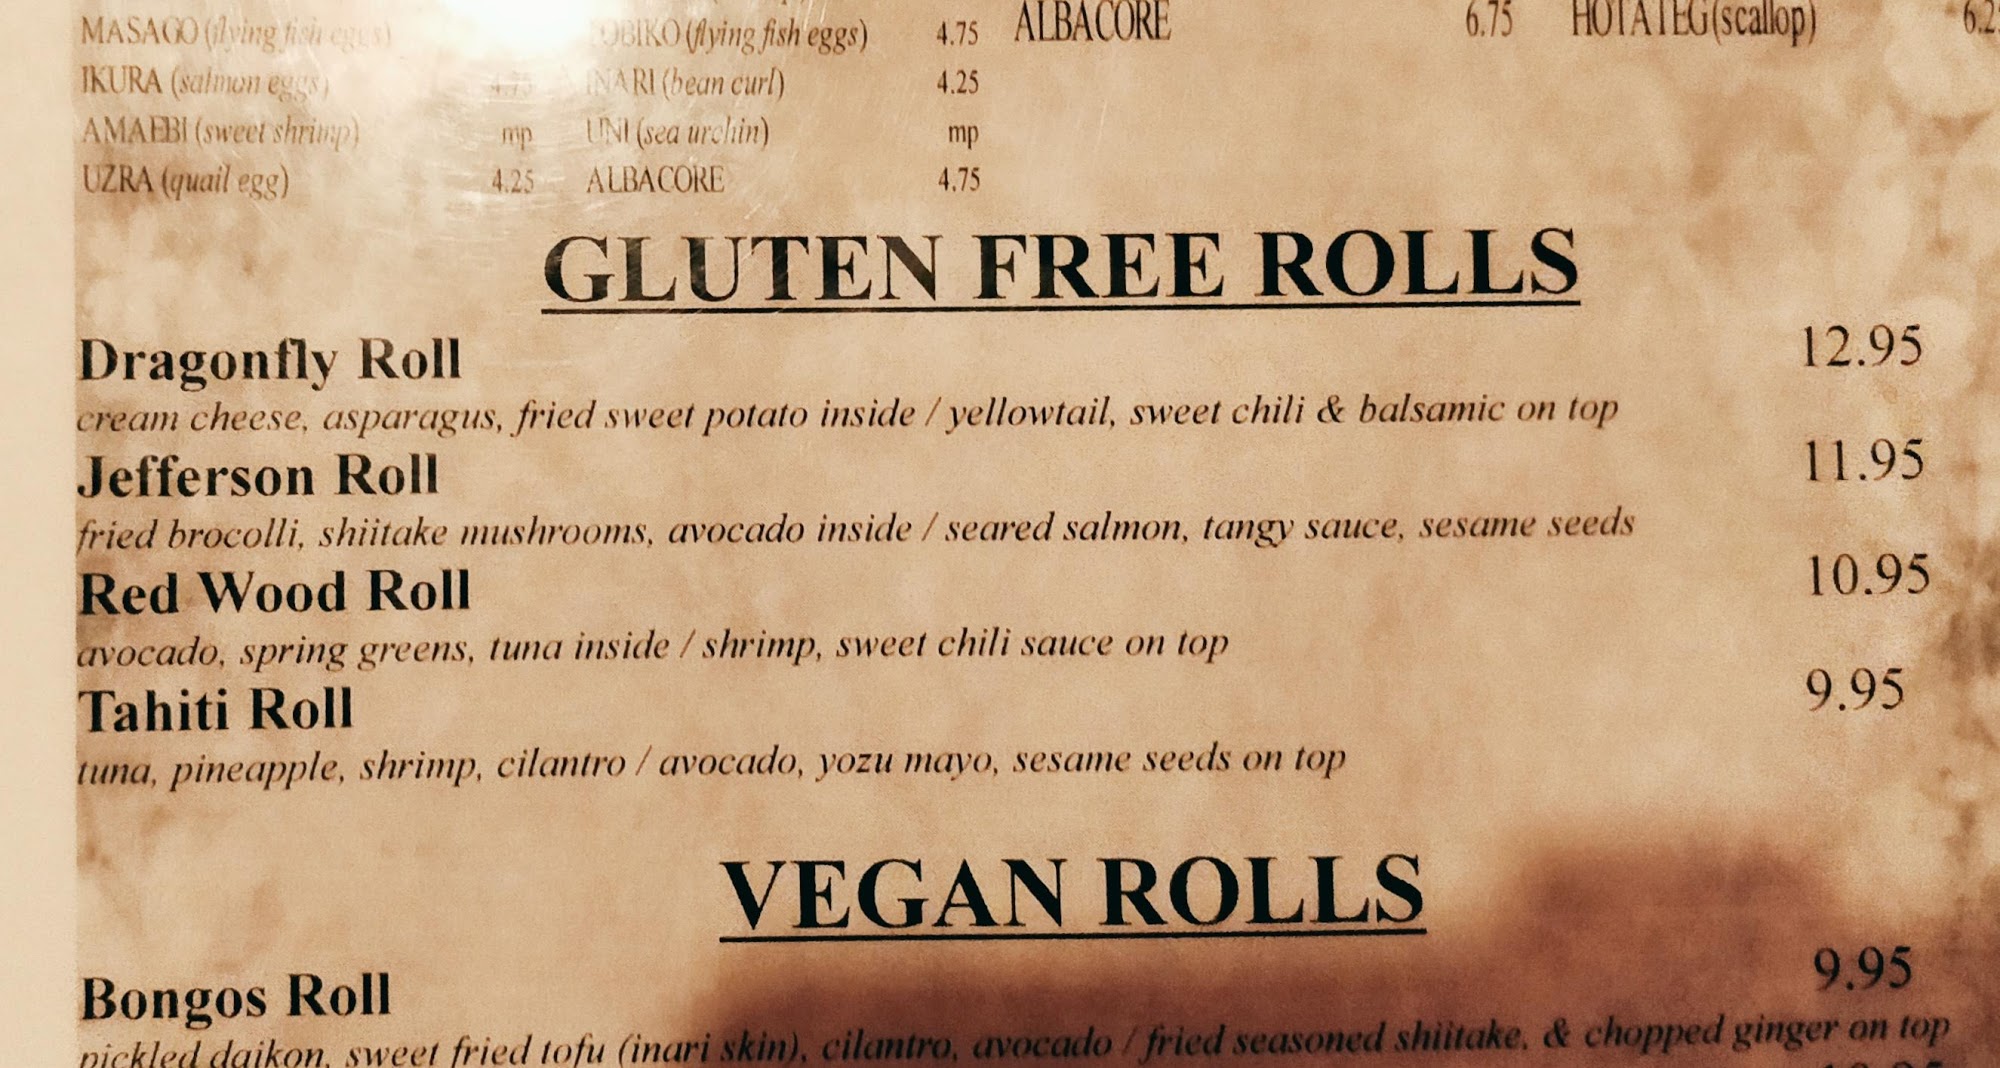 MASAGO (flying fish eggs) TOBIKO (flying fish eggs) 4.75 ALBACORE 6.75 HOTATEG (scallop)
IKURA (salmon eggs) 4.75 INARI (bean curl) 4.25
AMAEBI (sweet shrimp) mp UNI (sea urchin) mp
UZRA (quail egg) 4.25 ALBACORE 4.75
GLUTEN FREE ROLLS
Dragonfly Roll 12.95
cream cheese, asparagus, fried sweet potato inside / yellowtail, sweet chili & balsamic on top
Jefferson Roll 11.95
fried brocolli, shiitake mushrooms, avocado inside / seared salmon, tangy sauce, sesame seeds
Red Wood Roll 10.95
avocado, spring greens, tuna inside / shrimp, sweet chili sauce on top
Tahiti Roll 9.95
tuna, pineapple, shrimp, cilantro / avocado, yozu mayo, sesame seeds on top
VEGAN ROLLS
Bongos Roll 9.95
pickled daikon, sweet fried tofu (inari skin), cilantro, avocado / fried seasoned shiitake, & chopped ginger on top